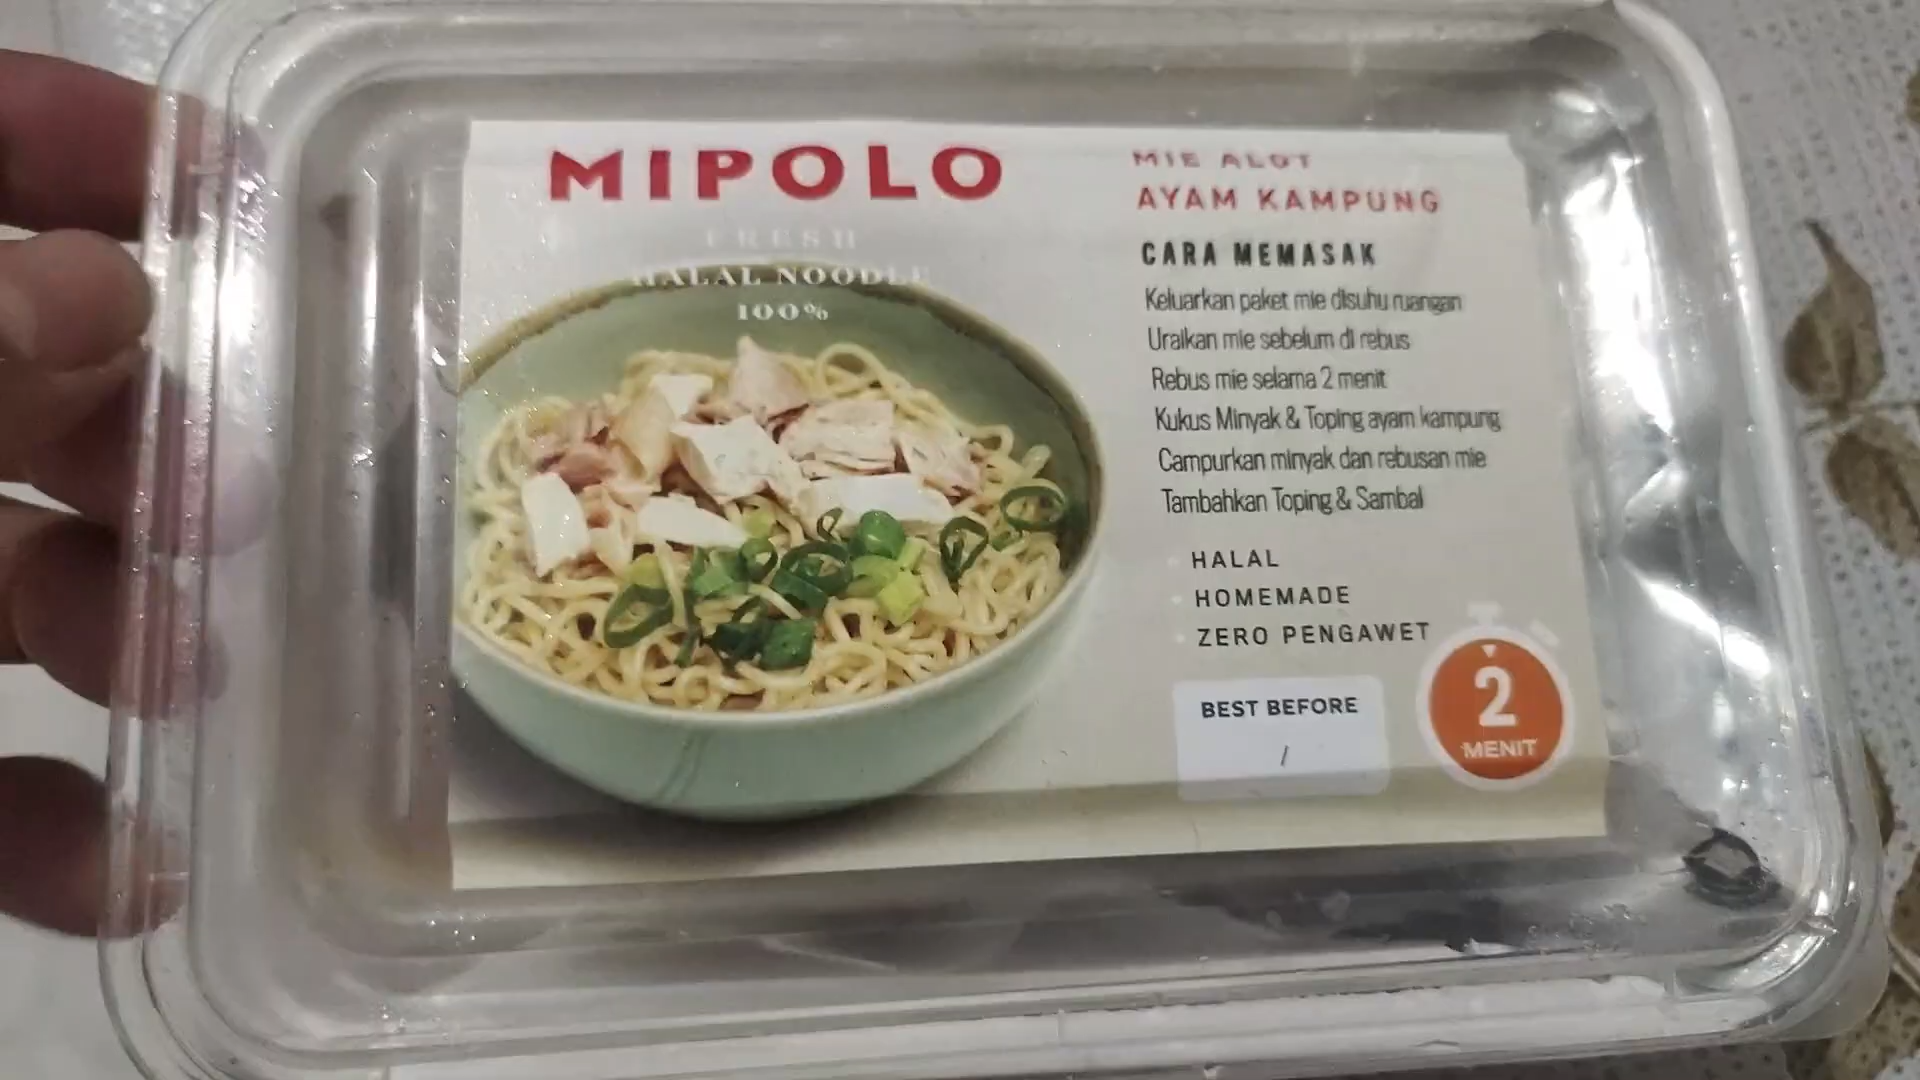 MIPOLO
FRESH
HALAL NOODLE
100%
MIE ALOT
AYAM KAMPUNG
CARA MEMASAK
Keluarkan paket mie disuhu ruangan
Uraikan mie sebelum di rebus
Rebus mie selama 2 menit
Kukus Minyak & Toping ayam kampung
Campurkan minyak dan rebusan mie
Tambahkan Toping & Sambal
HALAL
HOMEMADE
ZERO PENGAWET
BEST BEFORE
/
2
MENIT